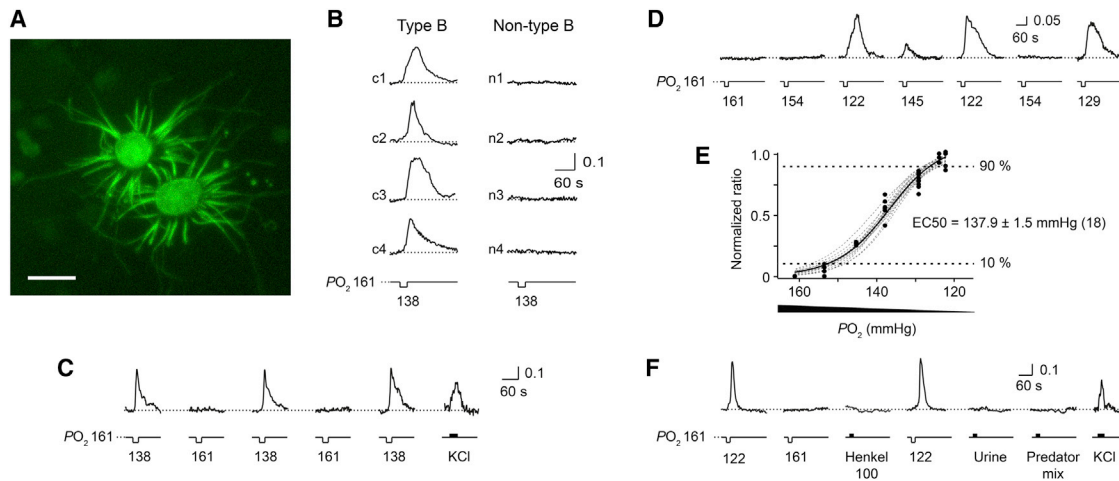 A
B
Type B
Non-type B
c1
n1
c2
n2
0.1
60 s
c3
n3
c4
n4
PO2 161
138
138
C
0.1
60 s
PO2 161
138
161
138
161
138
KCl
D
0.05
60 s
PO2 161
161
154
122
145
122
154
129
E
1.0
90 %
Normalized ratio
0.5
EC50 = 137.9 ± 1.5 mmHg (18)
10 %
0
160
140
120
PO2 (mmHg)
F
0.1
60 s
PO2 161
122
161
Henkel
100
122
Urine
Predator
mix
KCl